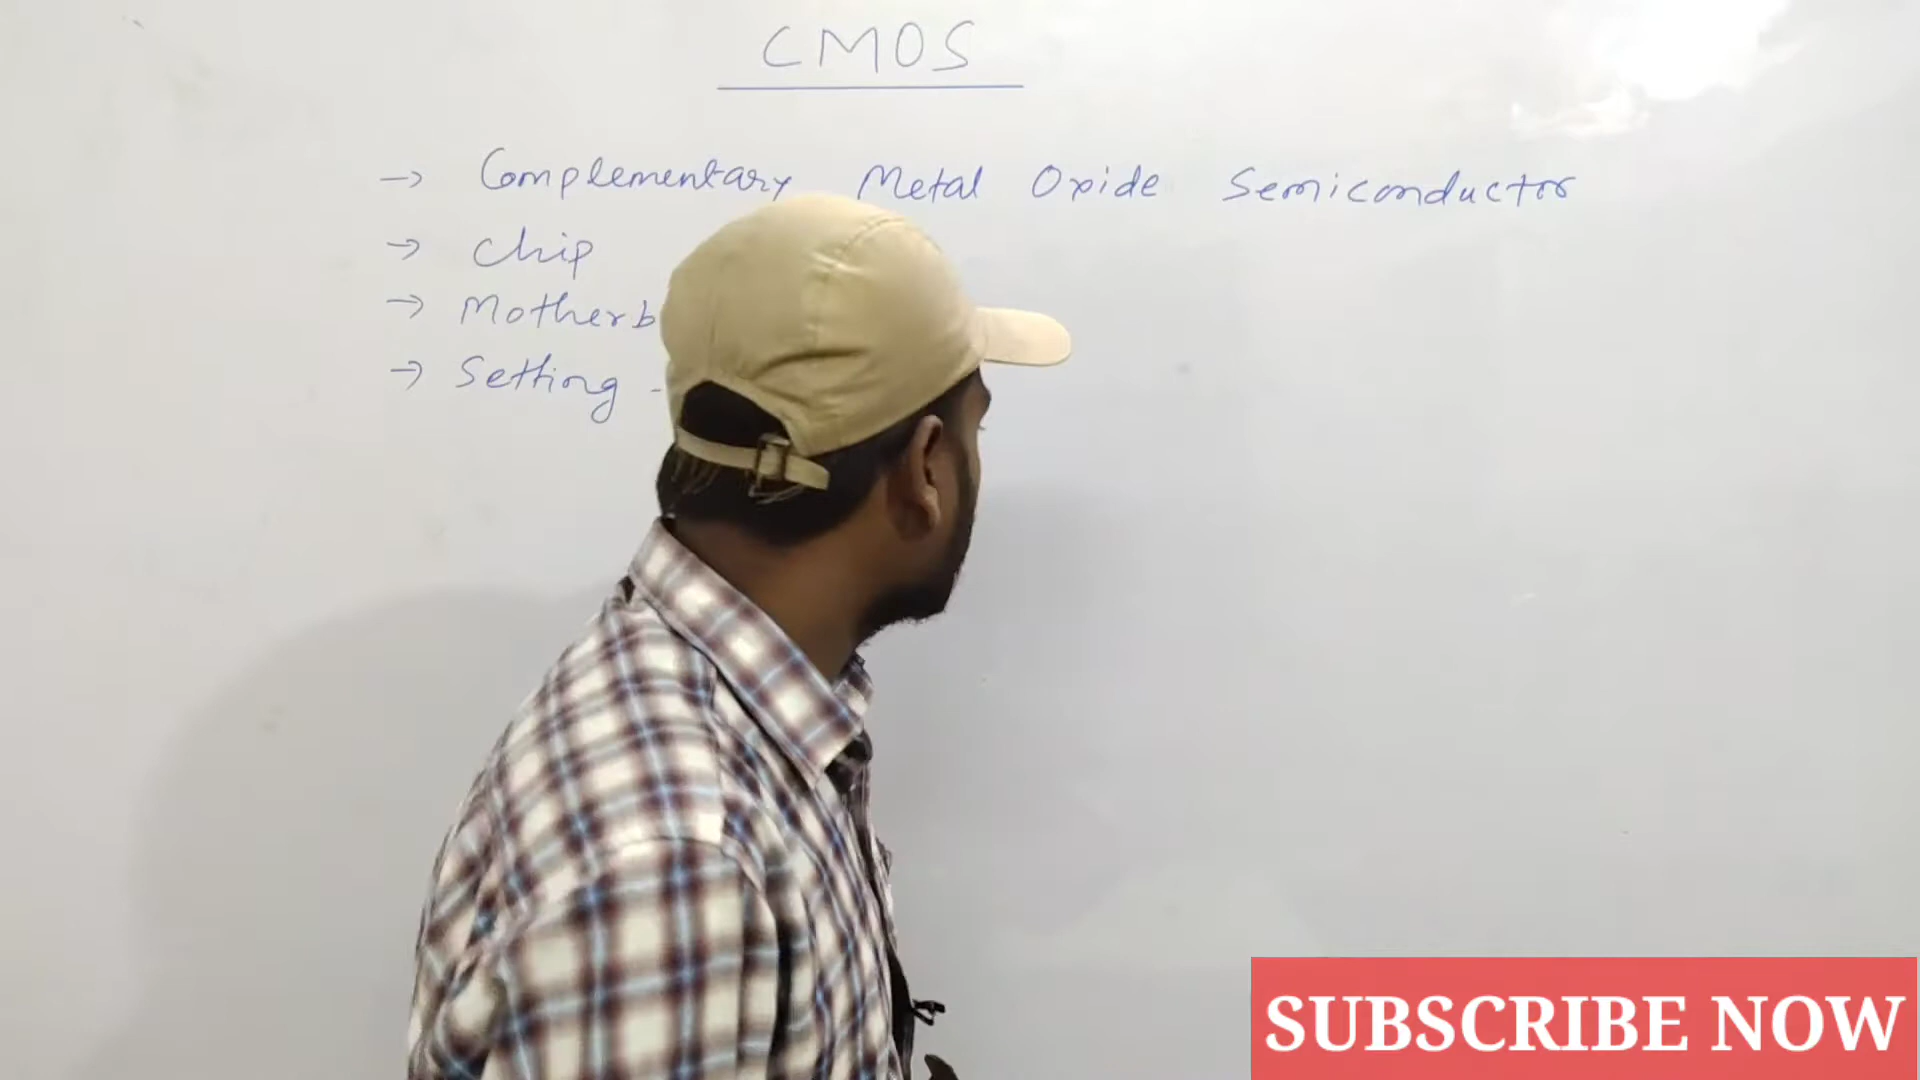 CMOS
→ Complementary Metal Oxide Semiconductor
→ Chip
→ Motherb
→ Setting -
SUBSCRIBE NOW